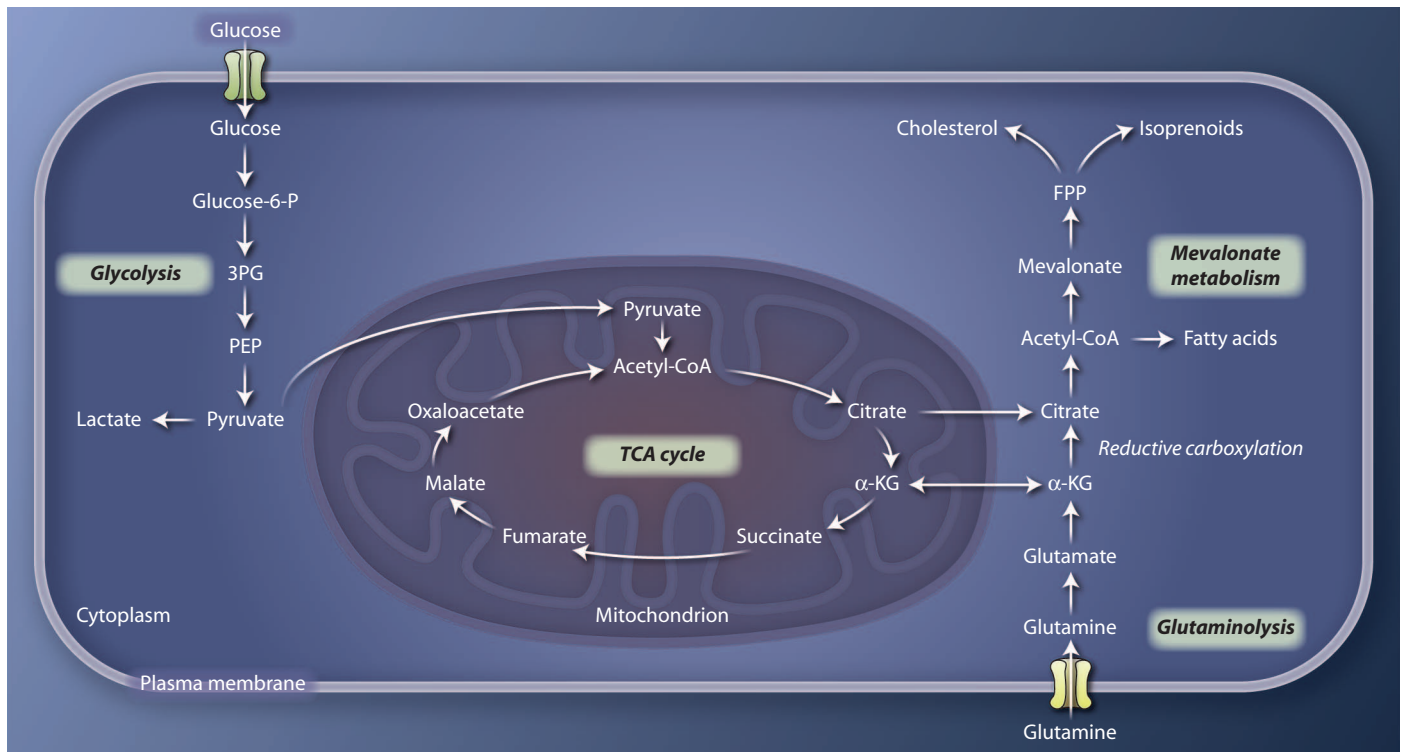 Glucose
Glucose
Glucose-6-P
Glycolysis
3PG
PEP
Lactate
Pyruvate
Pyruvate
Acetyl-CoA
Oxaloacetate
Citrate
TCA cycle
Malate
α-KG
Fumarate
Succinate
Mitochondrion
Cytoplasm
Plasma membrane
Cholesterol
Isoprenoids
FPP
Mevalonate
Mevalonate
metabolism
Acetyl-CoA
Fatty acids
Citrate
Reductive carboxylation
α-KG
Glutamate
Glutamine
Glutaminolysis
Glutamine